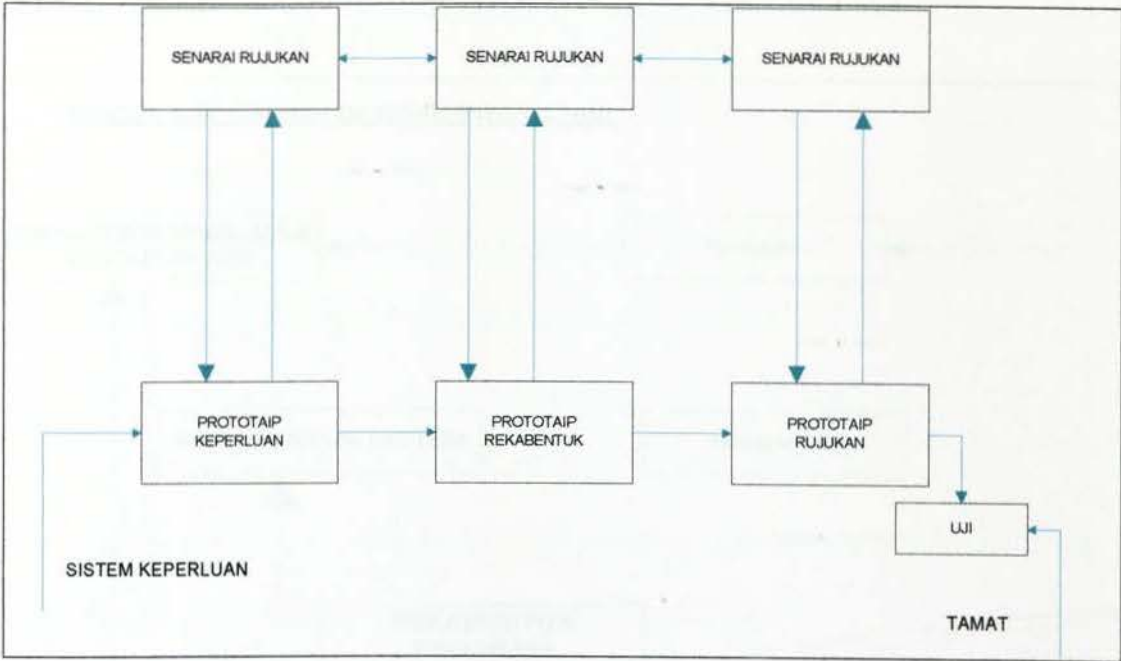 SENARAI RUJUKAN
SENARAI RUJUKAN
SENARAI RUJUKAN
PROTOTAIP
KEPERLUAN
PROTOTAIP
REKABENTUK
PROTOTAIP
RUJUKAN
UJI
SISTEM KEPERLUAN
TAMAT